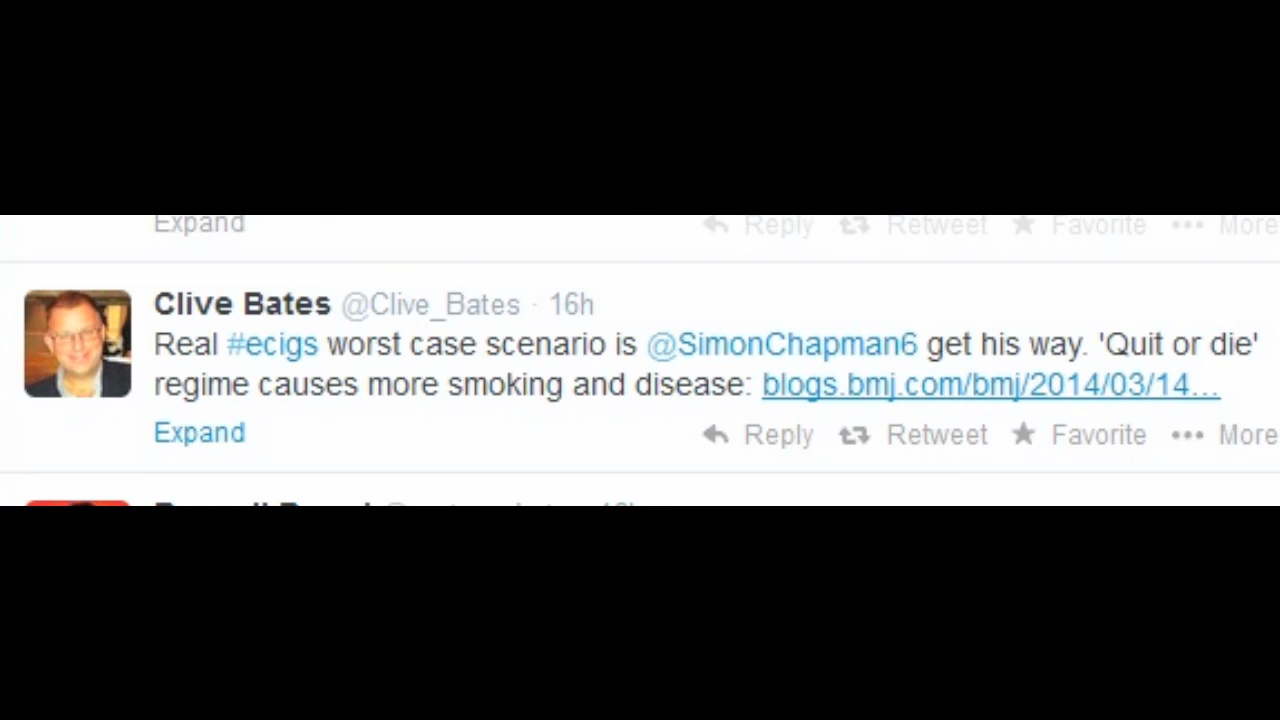 Expand Reply Retweet Favorite More
Clive Bates @Clive_Bates · 16h
Real #ecigs worst case scenario is @SimonChapman6 get his way. 'Quit or die'
regime causes more smoking and disease: blogs.bmj.com/bmj/2014/03/14...
Expand Reply Retweet Favorite More